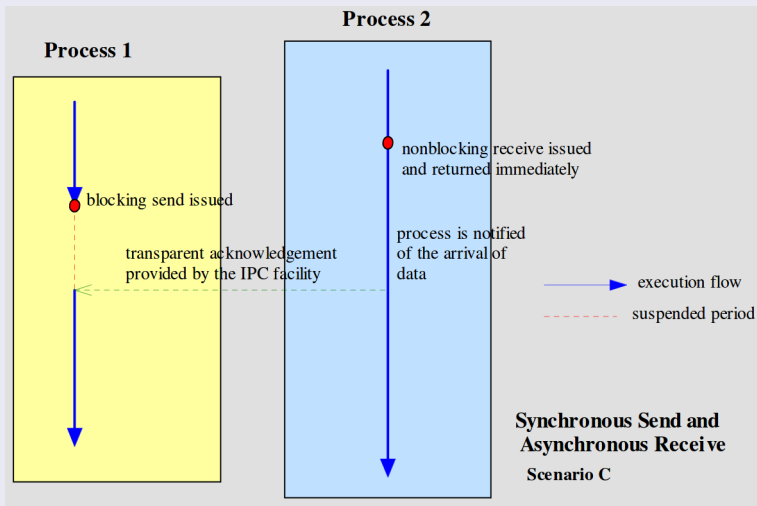 Process 2
Process 1
nonblocking receive issued
and returned immediately
blocking send issued
process is notified
of the arrival of
data
transparent acknowledgement
provided by the IPC facility
execution flow
suspended period
Synchronous Send and
Asynchronous Receive
Scenario C